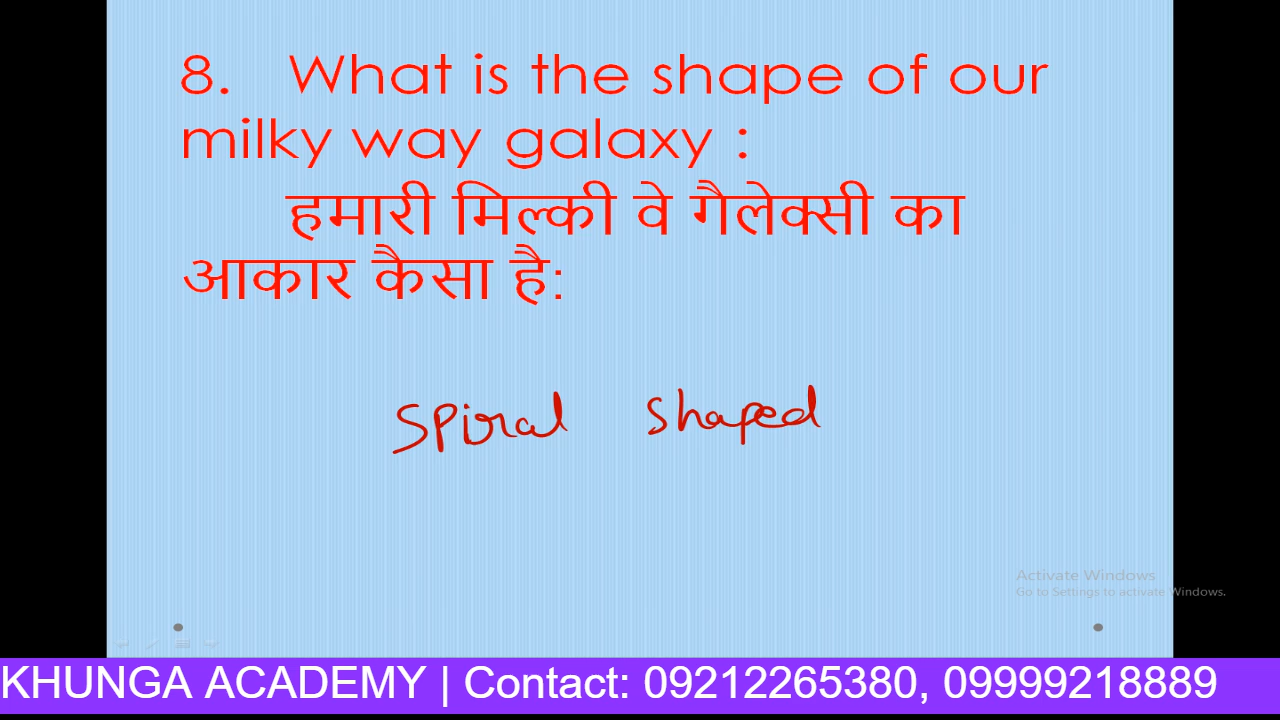 8. What is the shape of our
milky way galaxy :
हमारी मिल्की वे गैलेक्सी का
आकार कैसा है:
Spiral shaped
Activate Windows
Go to Settings to activate Windows.
KHUNGA ACADEMY | Contact: 09212265380, 09999218889